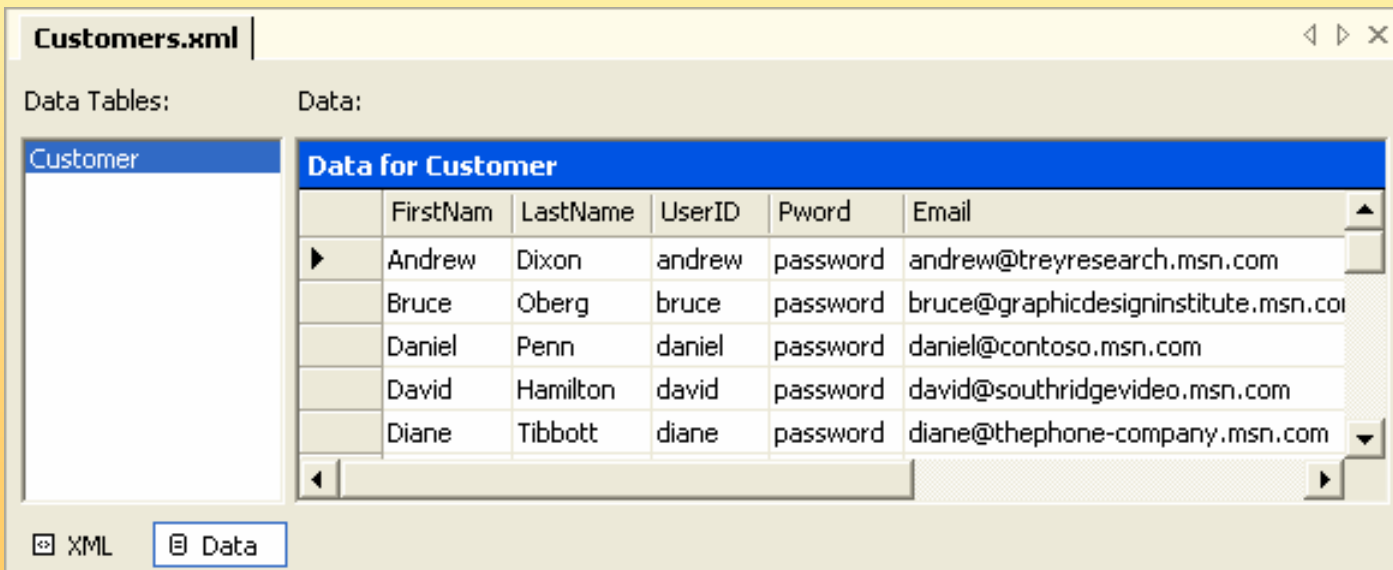 Customers.xml
Data Tables: Data:
Customer
Data for Customer
FirstNam LastName UserID Pword Email
Andrew Dixon andrew password andrew@treyresearch.msn.com
Bruce Oberg bruce password bruce@graphicdesigninstitute.msn.co
Daniel Penn daniel password daniel@contoso.msn.com
David Hamilton david password david@southridgevideo.msn.com
Diane Tibbott diane password diane@thephone-company.msn.com
XML Data